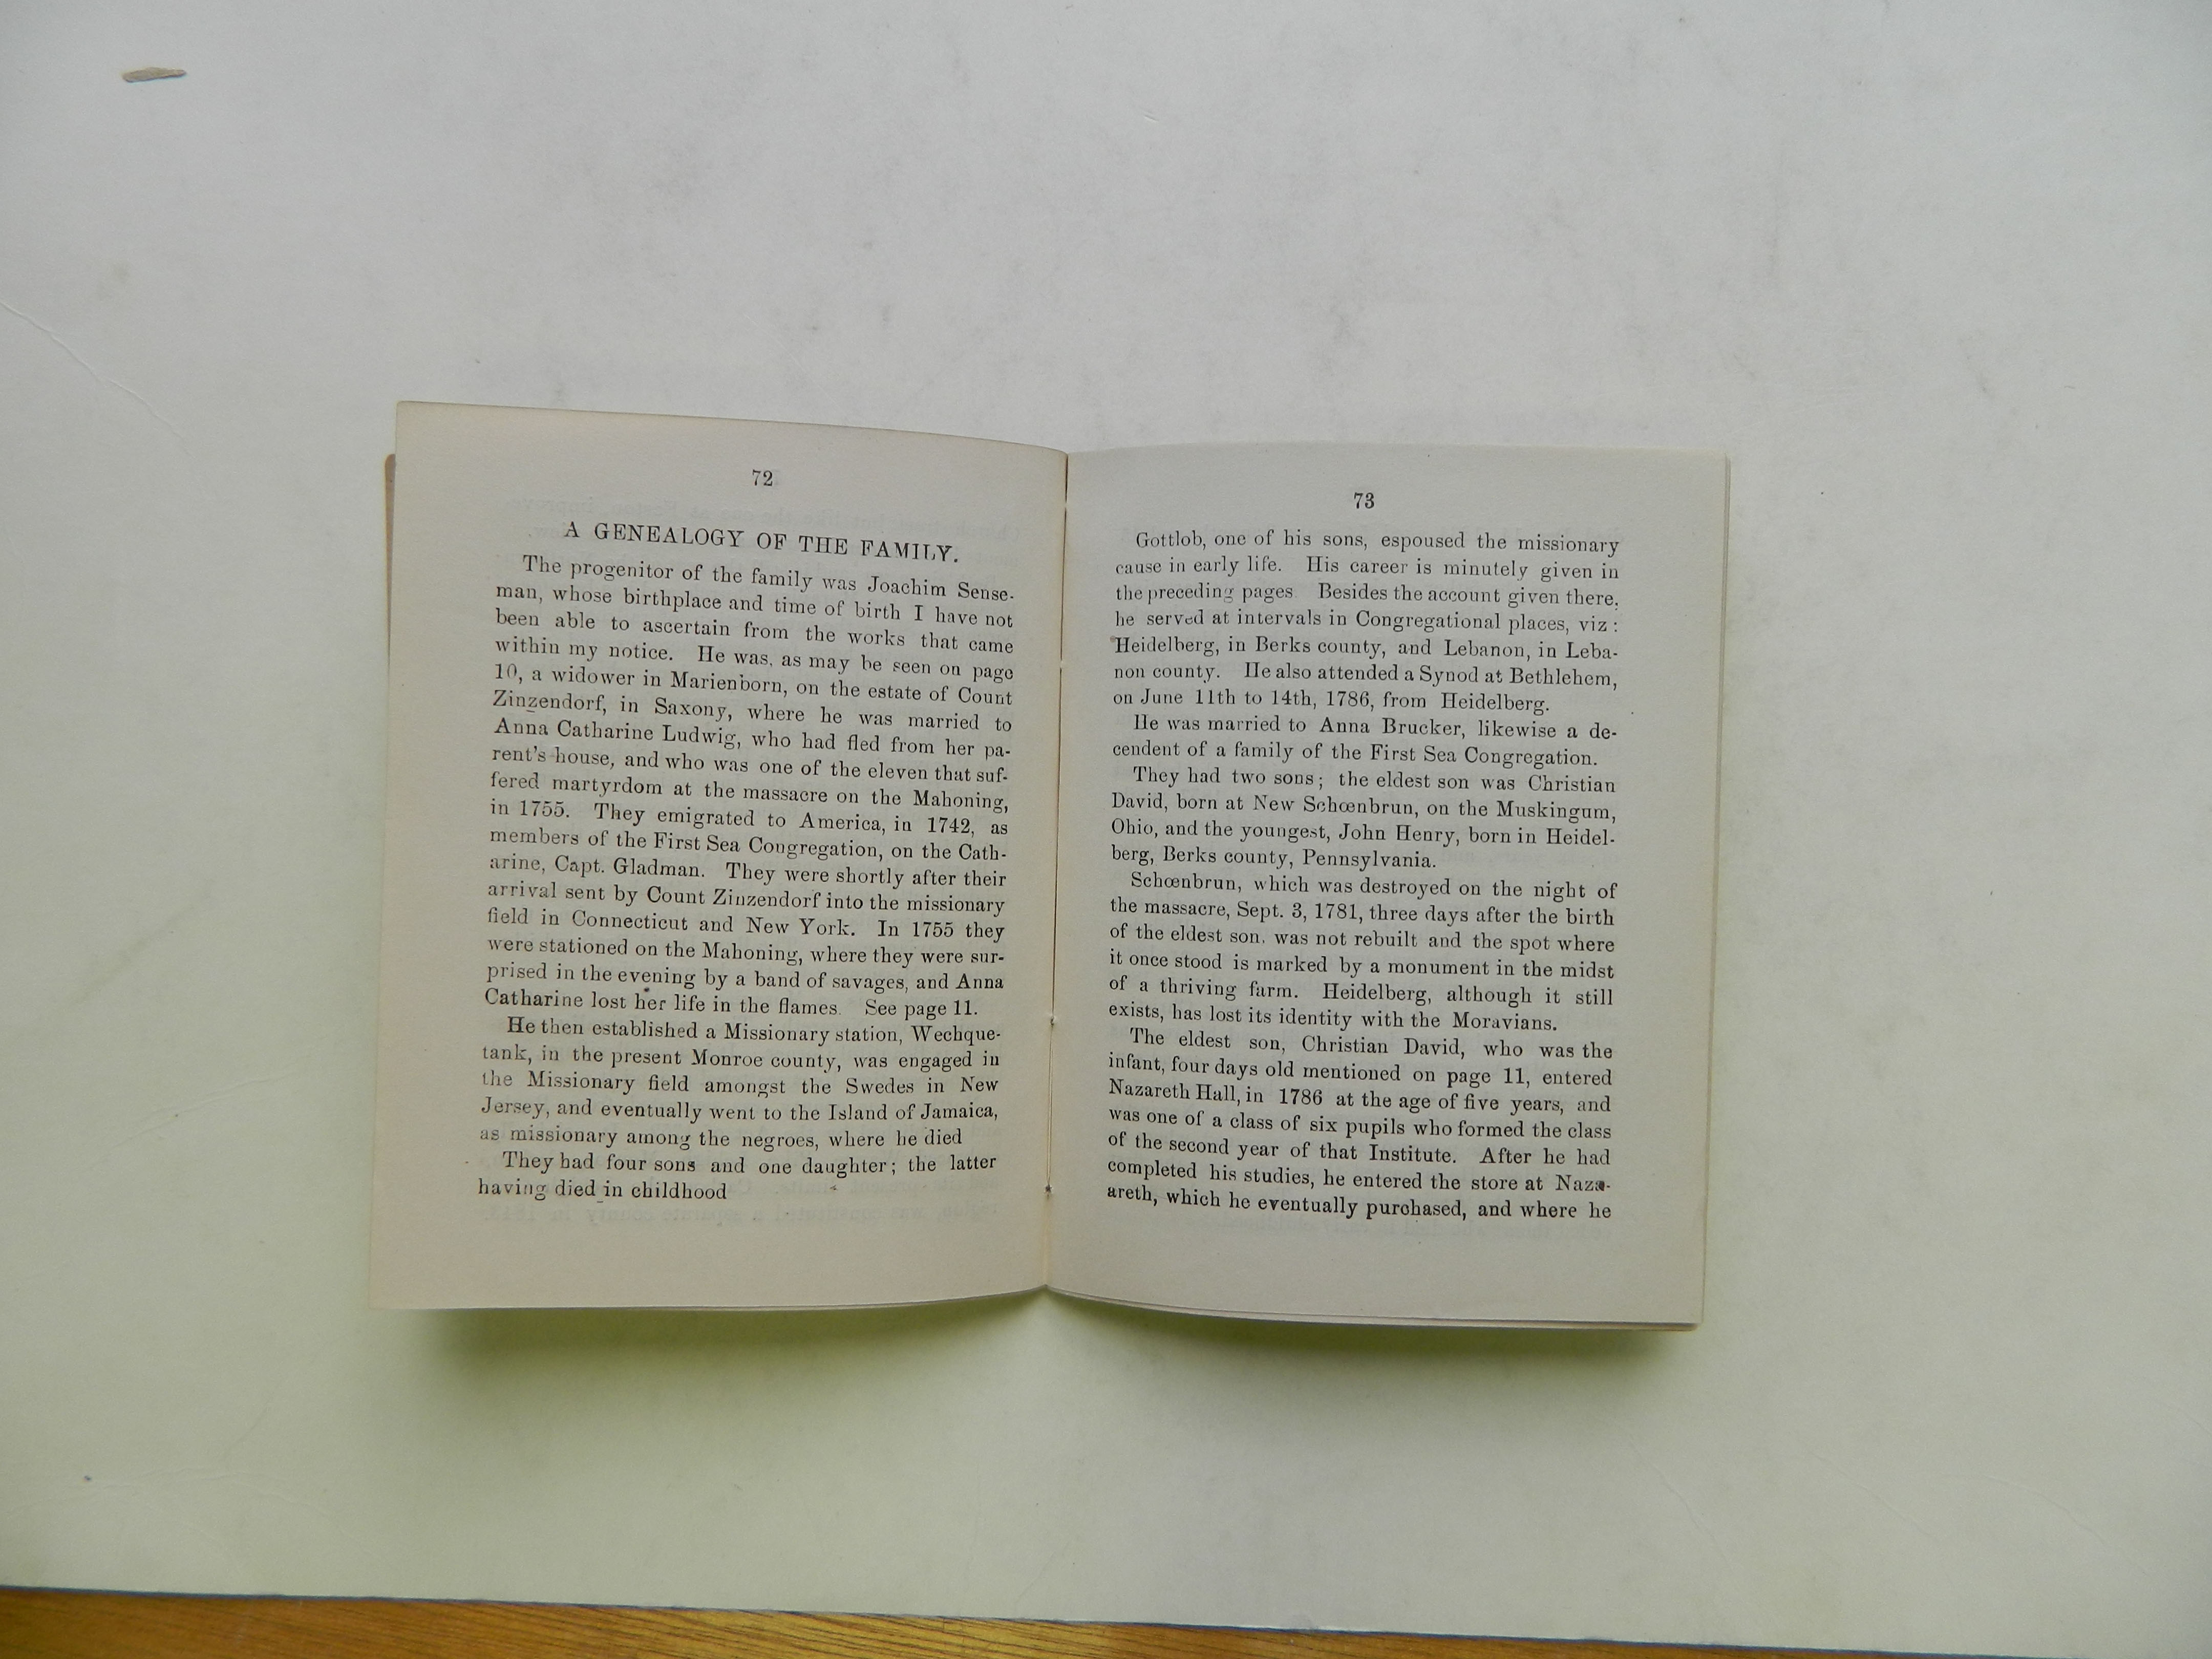 72
A GENEALOGY OF THE FAMILY.
The progenitor of the family was Joachim Sense-
man, whose birthplace and time of birth I have not
been able to ascertain from the works that came
within my notice. He was, as may be seen on page
10, a widower in Marienborn, on the estate of Count
Zinzendorf, in Saxony, where he was married to
Anna Catharine Ludwig, who had fled from her pa-
rent's house, and who was one of the eleven that suf-
fered martyrdom at the massacre on the Mahoning,
in 1755. They emigrated to America, in 1742, as
members of the First Sea Congregation, on the Cath-
arine, Capt. Gladman. They were shortly after their
arrival sent by Count Zinzendorf into the missionary
field in Connecticut and New York. In 1755 they
were stationed on the Mahoning, where they were sur-
prised in the evening by a band of savages, and Anna
Catharine lost her life in the flames. See page 11.
He then established a Missionary station, Wechque-
tank, in the present Monroe county, was engaged in
the Missionary field amongst the Swedes in New
Jersey, and eventually went to the Island of Jamaica,
as missionary among the negroes, where he died
They had four sons and one daughter; the latter
having died in childhood
73
Gottlob, one of his sons, espoused the missionary
cause in early life. His career is minutely given in
the preceding pages. Besides the account given there,
he served at intervals in Congregational places, viz:
Heidelberg, in Berks county, and Lebanon, in Leba-
non county. He also attended a Synod at Bethlehem,
on June 11th to 14th, 1786, from Heidelberg.
He was married to Anna Brucker, likewise a de-
cendent of a family of the First Sea Congregation.
They had two sons; the eldest son was Christian
David, born at New Schœnbrun, on the Muskingum,
Ohio, and the youngest, John Henry, born in Heidel-
berg, Berks county, Pennsylvania.
Schœnbrun, which was destroyed on the night of
the massacre, Sept. 3, 1781, three days after the birth
of the eldest son, was not rebuilt and the spot where
it once stood is marked by a monument in the midst
of a thriving farm. Heidelberg, although it still
exists, has lost its identity with the Moravians.
The eldest son, Christian David, who was the
infant, four days old mentioned on page 11, entered
Nazareth Hall, in 1786 at the age of five years, and
was one of a class of six pupils who formed the class
of the second year of that Institute. After he had
completed his studies, he entered the store at Naza-
areth, which he eventually purchased, and where he